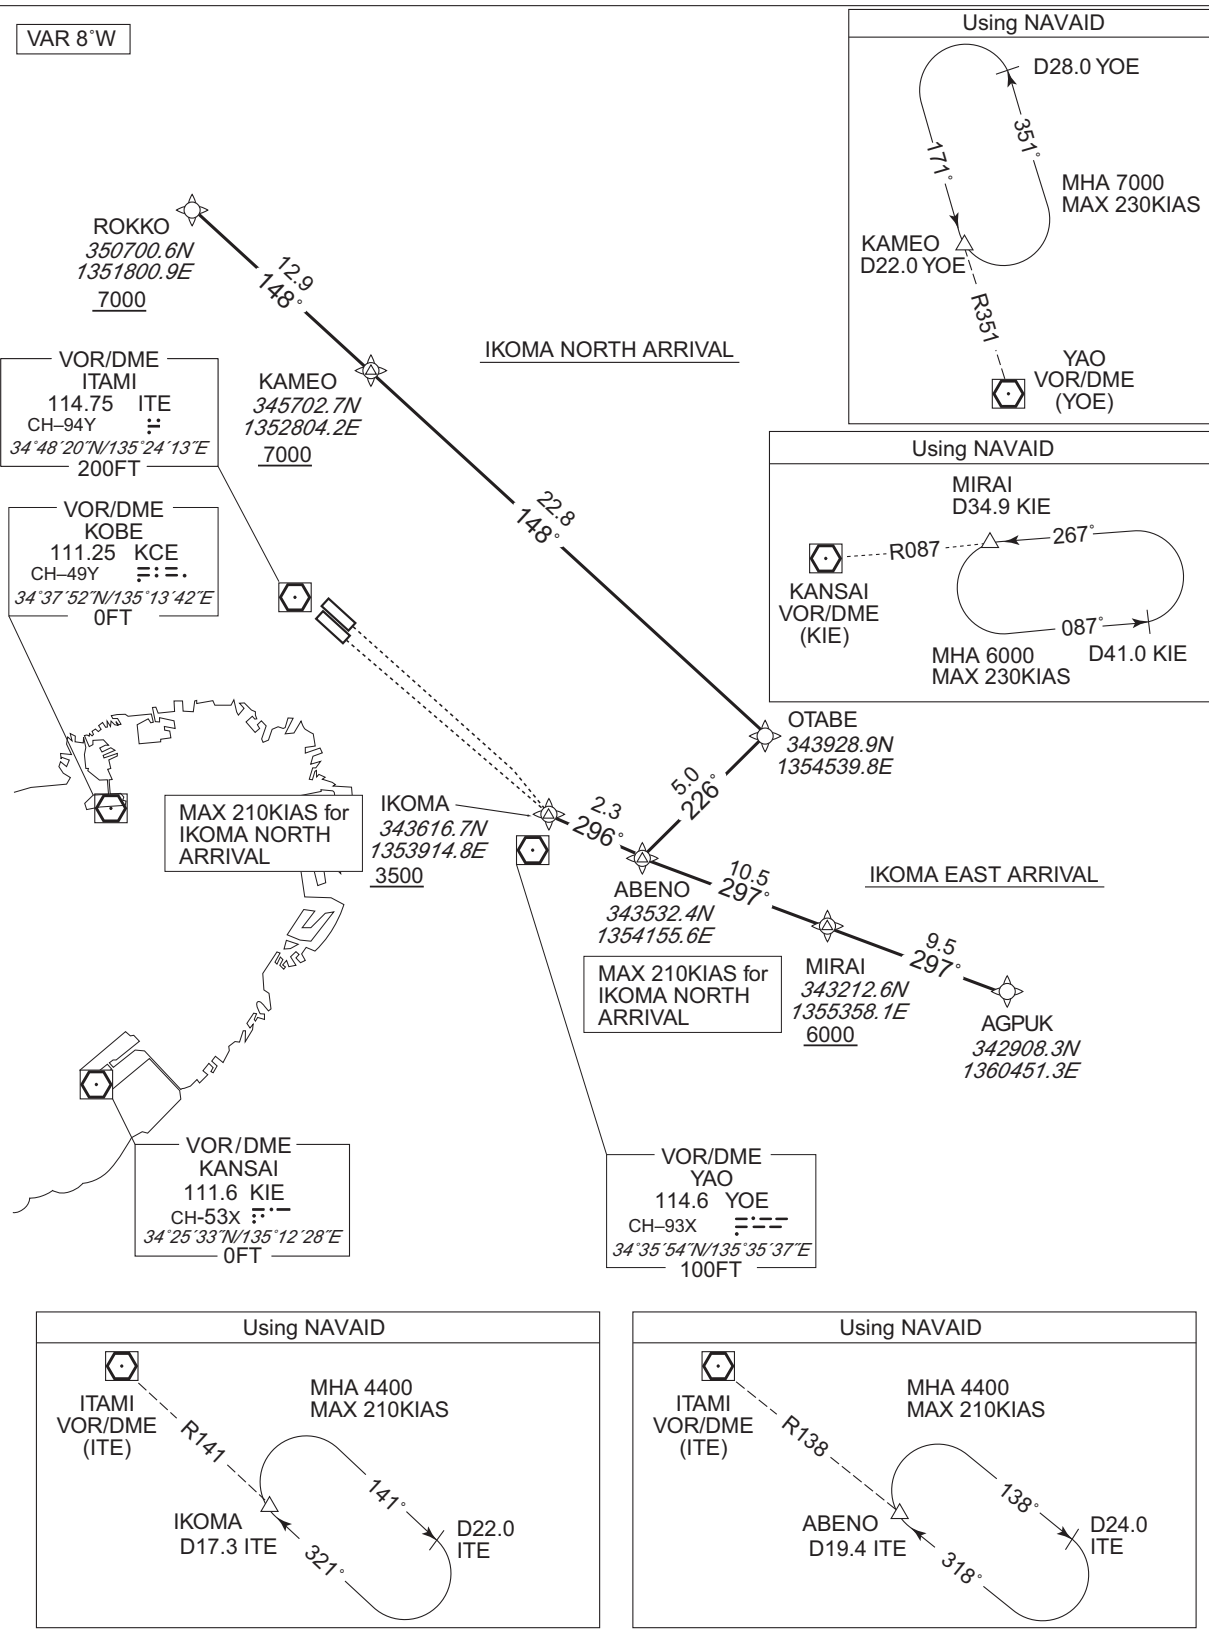 VAR 8°W
Using NAVAID
D28.0 YOE
351°
171°
MHA 7000
MAX 230KIAS
KAMEO
D22.0 YOE
R351
YAO
VOR/DME
(YOE)
ROKKO
350700.6N
1351800.9E
7000
12.9
148°
IKOMA NORTH ARRIVAL
VOR/DME
ITAMI
114.75 ITE
CH–94Y
34°48′20″N/135°24′13″E
200FT
KAMEO
345702.7N
1352804.2E
7000
22.8
148°
Using NAVAID
MIRAI
D34.9 KIE
R087
267°
KANSAI
VOR/DME
(KIE)
087°
D41.0 KIE
MHA 6000
MAX 230KIAS
VOR/DME
KOBE
111.25 KCE
CH–49Y
34°37′52″N/135°13′42″E
0FT
OTABE
343928.9N
1354539.8E
5.0
226°
MAX 210KIAS for
IKOMA NORTH
ARRIVAL
IKOMA
343616.7N
1353914.8E
3500
2.3
296°
ABENO
343532.4N
1354155.6E
10.5
297°
IKOMA EAST ARRIVAL
MAX 210KIAS for
IKOMA NORTH
ARRIVAL
MIRAI
343212.6N
1355358.1E
6000
9.5
297°
AGPUK
342908.3N
1360451.3E
VOR/DME
KANSAI
111.6 KIE
CH-53X
34°25′33″N/135°12′28″E
0FT
VOR/DME
YAO
114.6 YOE
CH–93X
34°35′54″N/135°35′37″E
100FT
Using NAVAID
ITAMI
VOR/DME
(ITE)
R141
MHA 4400
MAX 210KIAS
141°
IKOMA
D17.3 ITE
321°
D22.0
ITE
Using NAVAID
ITAMI
VOR/DME
(ITE)
R138
MHA 4400
MAX 210KIAS
138°
ABENO
D19.4 ITE
318°
D24.0
ITE